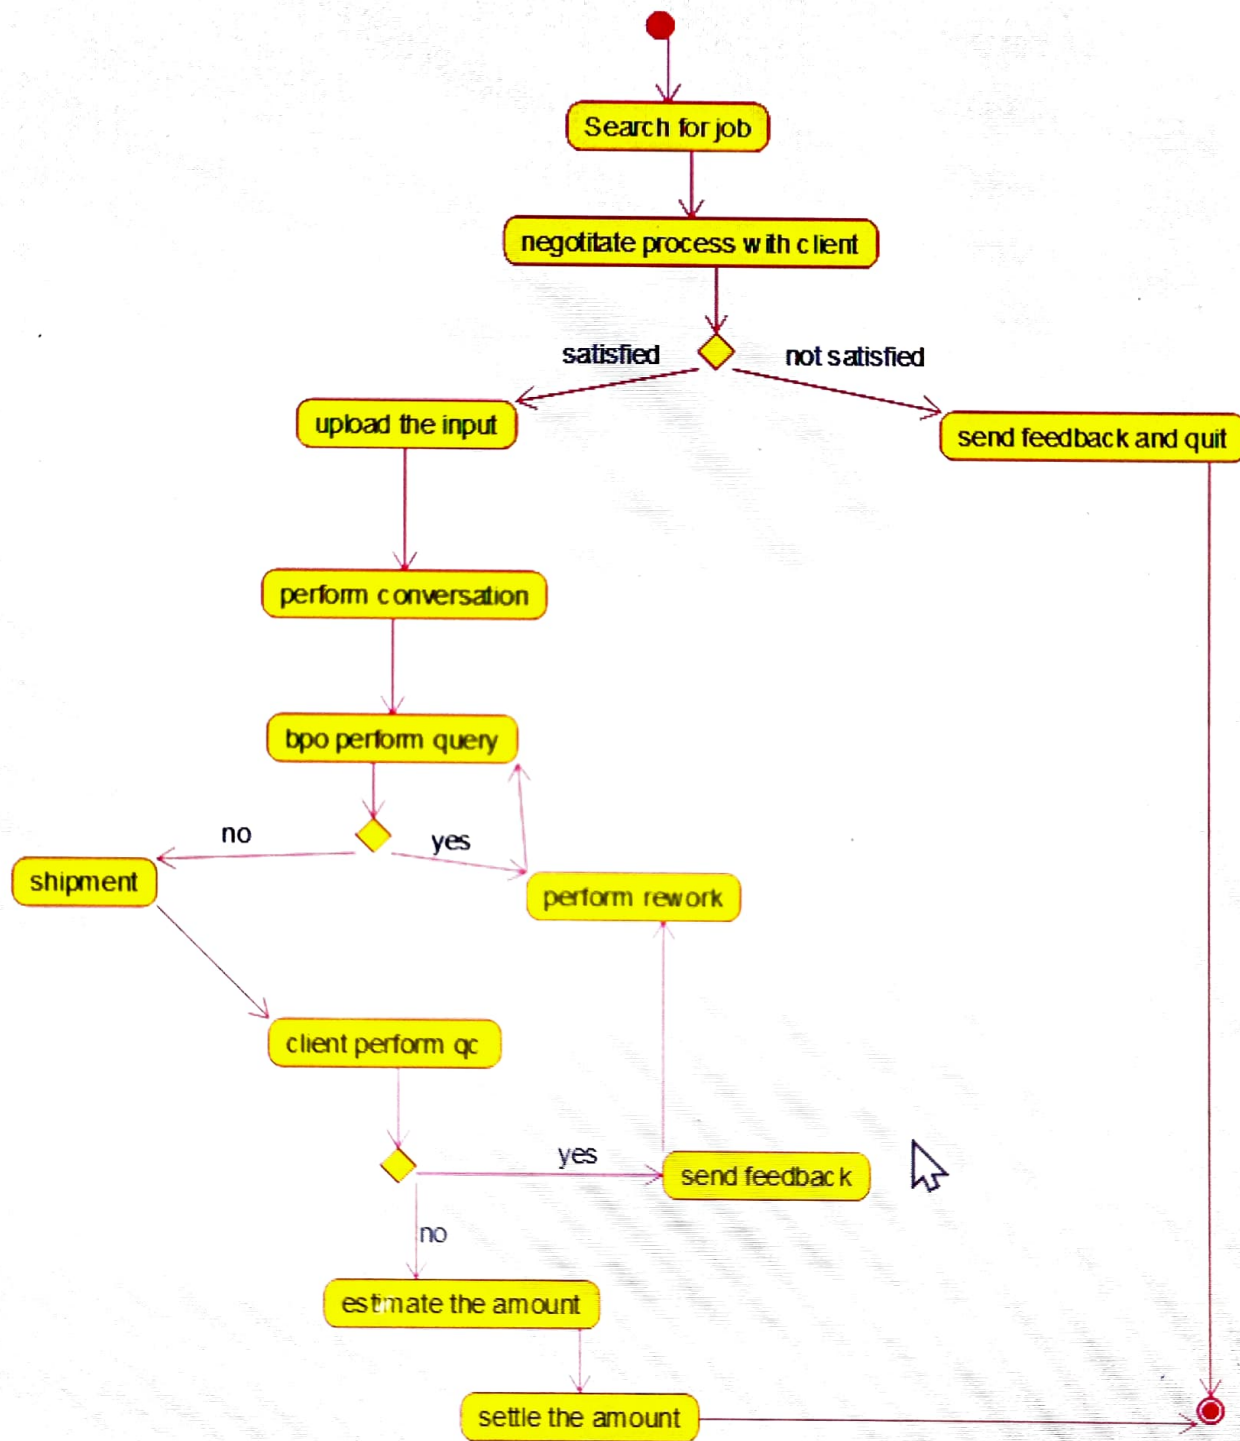 Search for job
negotitate process with client
satisfied
not satisfied
upload the input
send feedback and quit
perform conversation
bpo perform query
no
yes
shipment
perform rework
client perform qc
yes
send feedback
no
estimate the amount
settle the amount